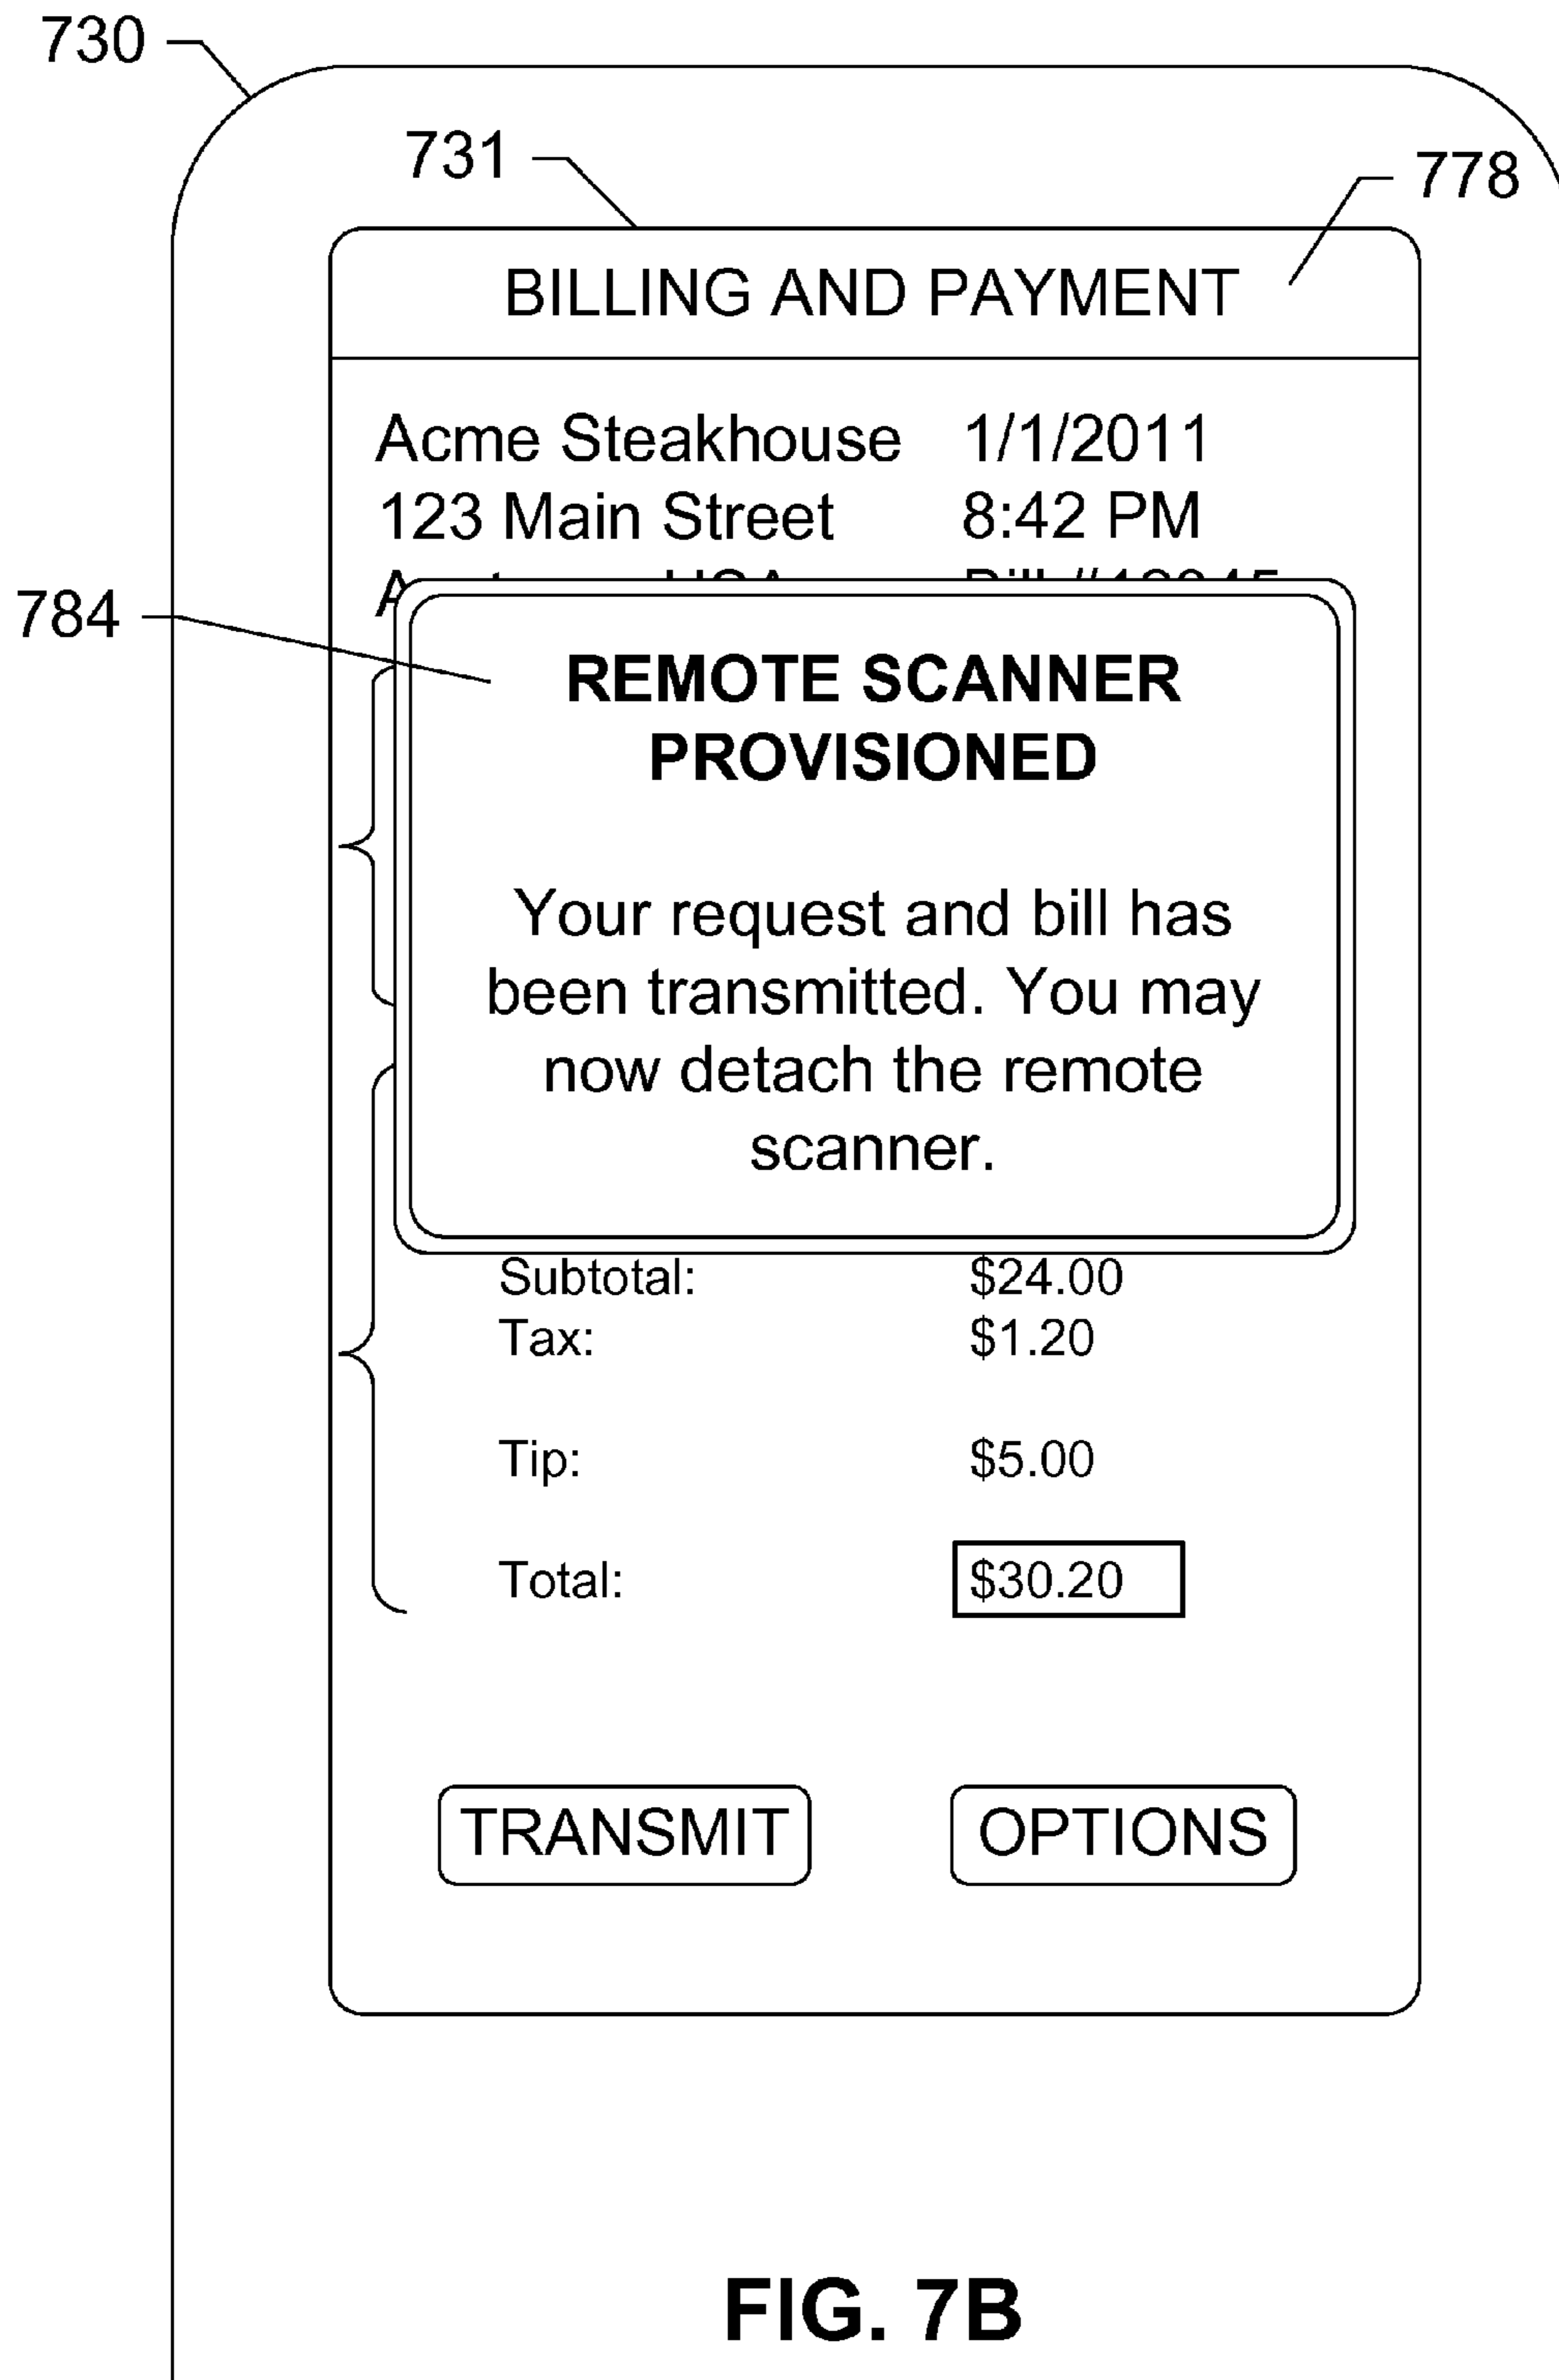 730
731
778
BILLING AND PAYMENT
Acme Steakhouse 1/1/2011
123 Main Street 8:42 PM
784
REMOTE SCANNER
PROVISIONED
Your request and bill has
been transmitted. You may
now detach the remote
scanner.
Subtotal: $24.00
Tax: $1.20
Tip: $5.00
Total: $30.20
TRANSMIT OPTIONS
FIG. 7B